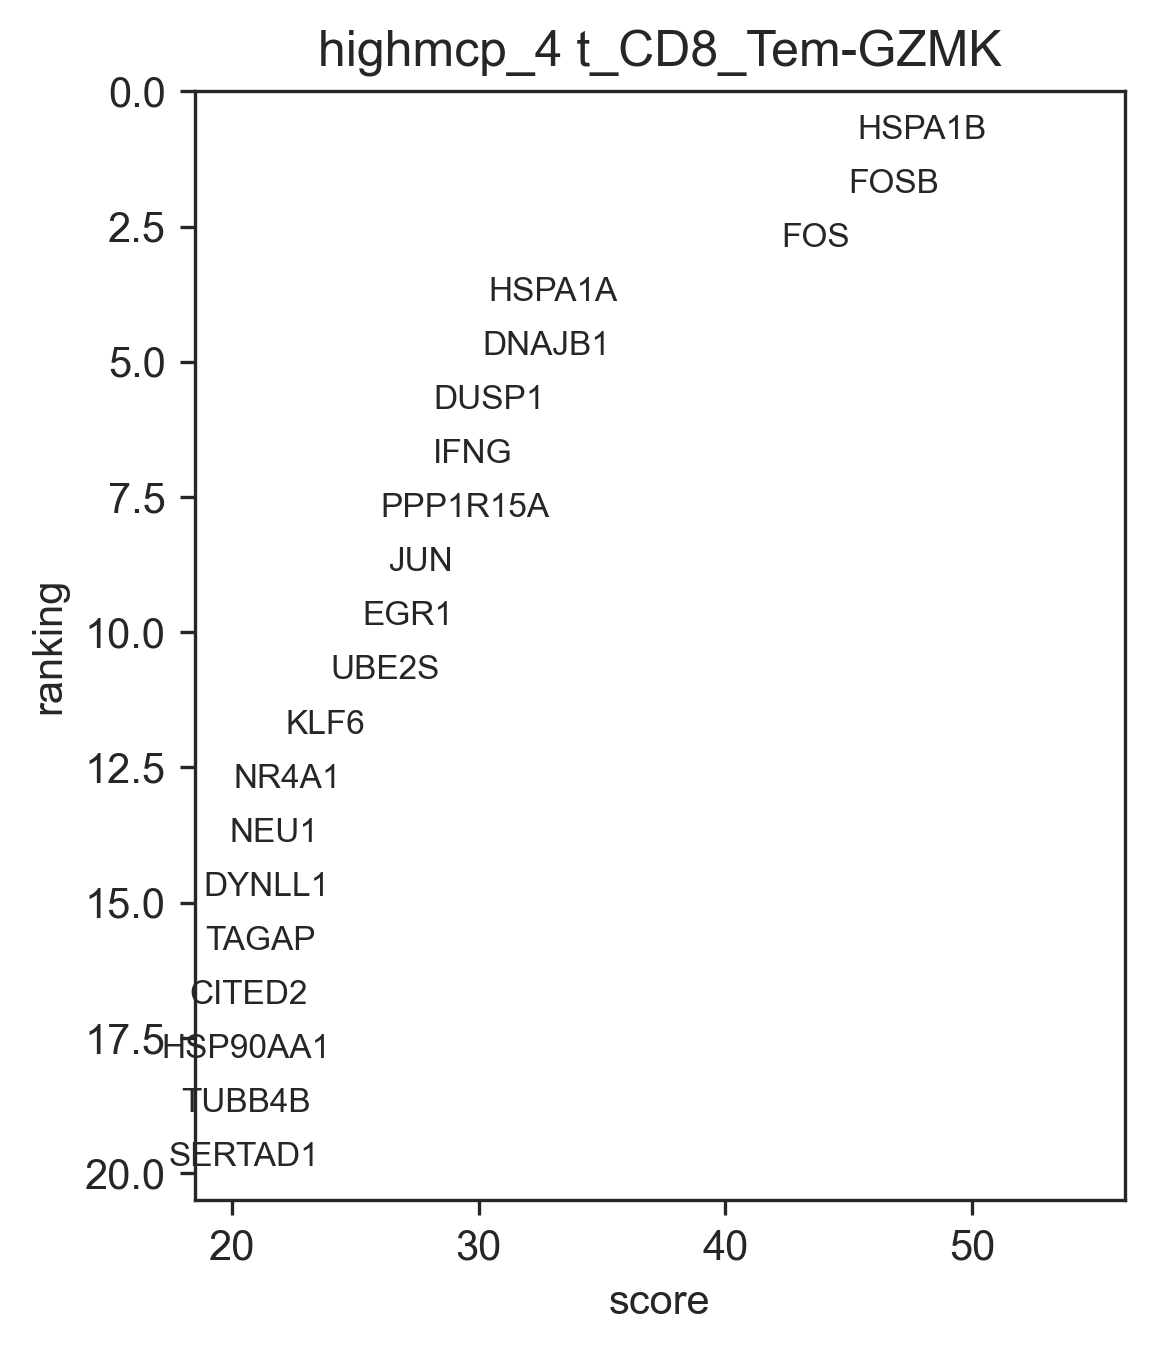 highmcp_4 t_CD8_Tem-GZMK
0.0
HSPA1B
FOSB
2.5
FOS
HSPA1A
5.0
DNAJB1
DUSP1
IFNG
7.5
PPP1R15A
JUN
ranking
10.0
EGR1
UBE2S
KLF6
12.5
NR4A1
NEU1
15.0
DYNLL1
TAGAP
CITED2
17.5
HSP90AA1
TUBB4B
SERTAD1
20.0
20 30 40 50
score